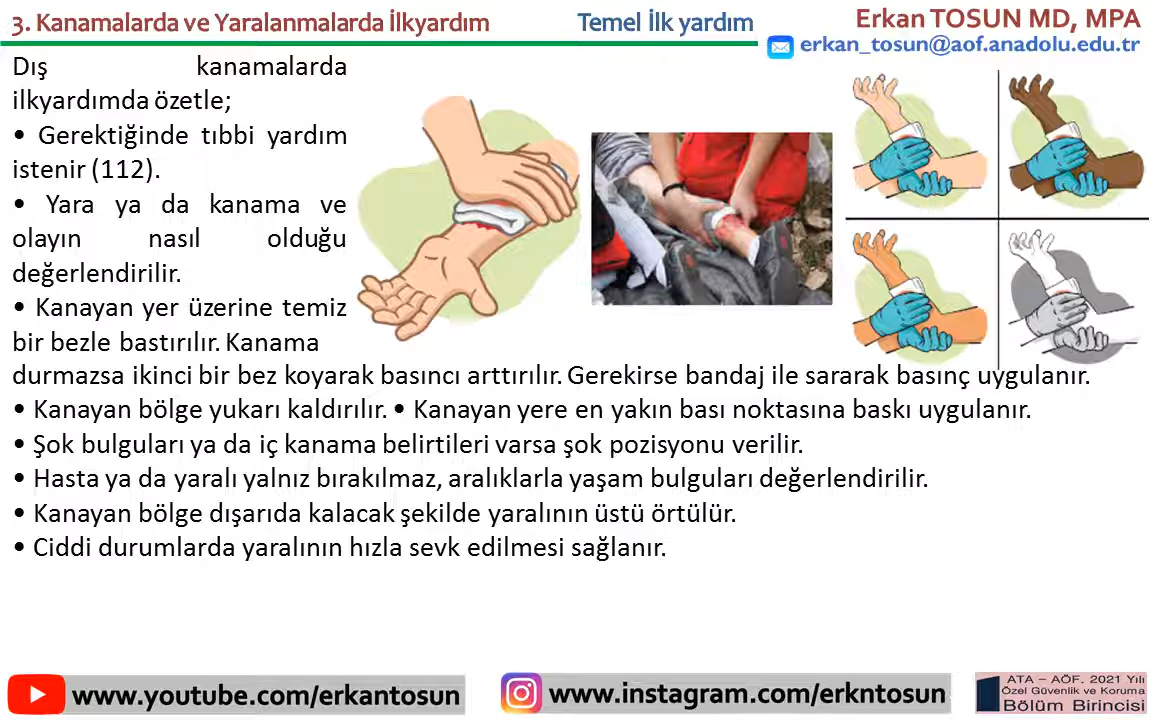 3. Kanamalarda ve Yaralanmalarda İlkyardım
Temel İlk yardım
Erkan TOSUN MD, MPA
erkan_tosun@aof.anadolu.edu.tr
Dış kanamalarda
ilkyardımda özetle;
• Gerektiğinde tıbbi yardım
istenir (112).
• Yara ya da kanama ve
olayın nasıl olduğu
değerlendirilir.
• Kanayan yer üzerine temiz
bir bezle bastırılır. Kanama
durmazsa ikinci bir bez koyarak basıncı arttırılır. Gerekirse bandaj ile sararak basınç uygulanır.
• Kanayan bölge yukarı kaldırılır. • Kanayan yere en yakın bası noktasına baskı uygulanır.
• Şok bulguları ya da iç kanama belirtileri varsa şok pozisyonu verilir.
• Hasta ya da yaralı yalnız bırakılmaz, aralıklarla yaşam bulguları değerlendirilir.
• Kanayan bölge dışarıda kalacak şekilde yaralının üstü örtülür.
• Ciddi durumlarda yaralının hızla sevk edilmesi sağlanır.
www.youtube.com/erkantosun
www.instagram.com/erkntosun
ATA – AÖF. 2021 Yılı
Özel Güvenlik ve Koruma
Bölüm Birincisi